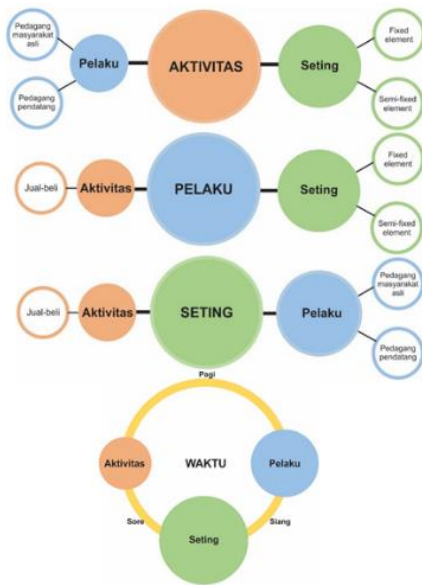 Pedagang
masyarakat
asli
Pelaku
Pedagang
pendatang
AKTIVITAS
Seting
Fixed
element
Semi-fixed
element
Jual-beli
Aktivitas
PELAKU
Seting
Fixed
element
Semi-fixed
element
Jual-beli
Aktivitas
SETING
Pelaku
Pedagang
masyarakat
asli
Pedagang
pendatang
Pagi
Aktivitas
WAKTU
Pelaku
Sore
Siang
Seting